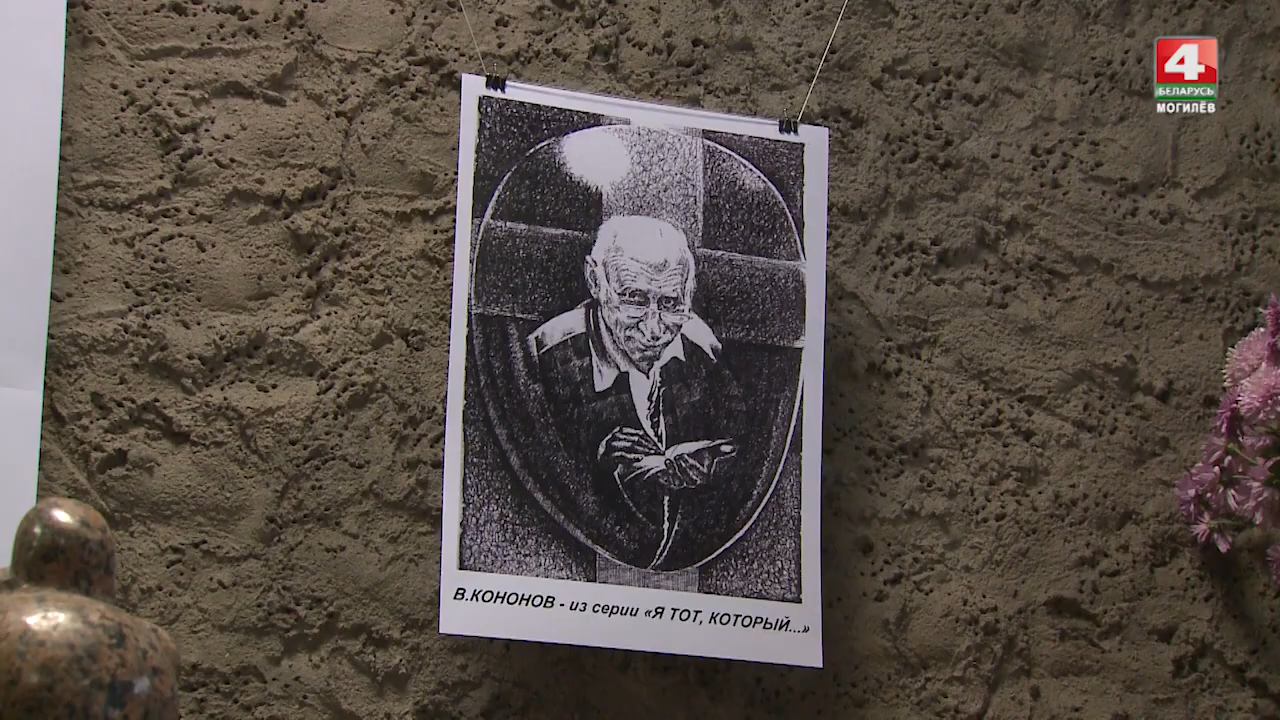 4
БЕЛАРУСЬ
МОГИЛЁВ
В.КОНОНОВ - из серии «Я ТОТ, КОТОРЫЙ...»